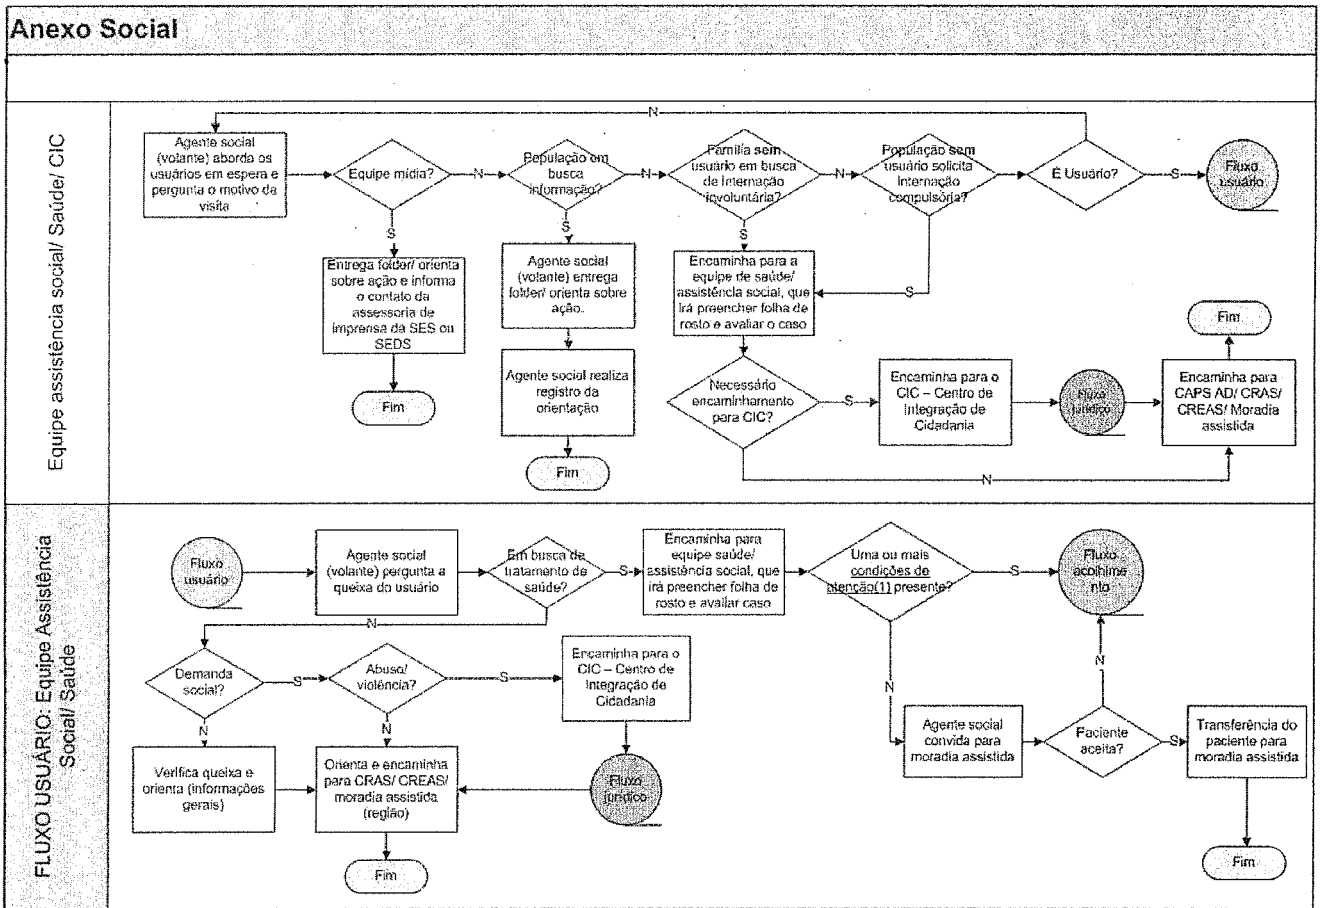 Anexo Social
Equipe assistência social/ Saúde/ CIC
N
Agente social
(volante) aborda os
usuários em espera e
pergunta o motivo da
visita
Equipe mídia?
N
População em
busca
informação?
N
Família sem
usuário em busca
de Internação
involuntária?
N
População sem
usuário solicita
Internação
compulsória?
É Usuário?
S
Fluxo
usuário
S
Entrega folder/ orienta
sobre ação e informa
o contato da
assessoria de
imprensa da SES ou
SEDS
Fim
S
Agente social
(volante) entrega
folder/ orienta sobre
ação.
Agente social realiza
registro da
orientação
Fim
S
Encaminha para a
equipe de saúde/
assistência social, que
irá preencher folha de
rosto e avaliar o caso
S
Necessário
encaminhamento
para CIC?
S
Encaminha para o
CIC – Centro de
Integração de
Cidadania
Fluxo
jurídico
Encaminha para
CAPS AD/ CRAS/
CREAS/ Moradia
assistida
Fim
N
FLUXO USUÁRIO: Equipe Assistência
Social/ Saúde
Fluxo
usuário
Agente social
(volante) pergunta a
queixa do usuário
Em busca de
tratamento de
saúde?
S
Encaminha para
equipe saúde/
assistência social, que
irá preencher folha de
rosto e avaliar caso
Uma ou mais
condições de
atenção(1) presente?
S
Fluxo
acolhime
nto
N
Demanda
social?
S
Abuso/
violência?
S
Encaminha para o
CIC – Centro de
Integração de
Cidadania
N
Verifica queixa e
orienta (informações
gerais)
N
Orienta e encaminha
para CRAS/ CREAS/
moradia assistida
(região)
Fluxo
jurídico
Fim
N
Agente social
convida para
moradia assistida
Paciente
aceita?
N
S
Transferência do
paciente para
moradia assistida
Fim